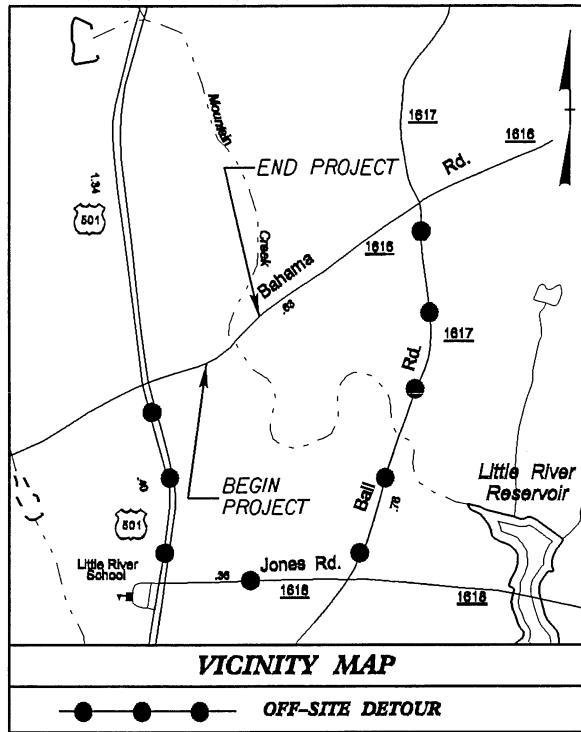 Mountain
1617
1616
Rd.
END PROJECT
1.34
501
Creek
Bahama
1616
.63
1617
Rd.
BEGIN
PROJECT
.40
501
Ball
.78
Little River
Reservoir
Little River
School
.36
Jones Rd.
1618
1618
VICINITY MAP
OFF-SITE DETOUR